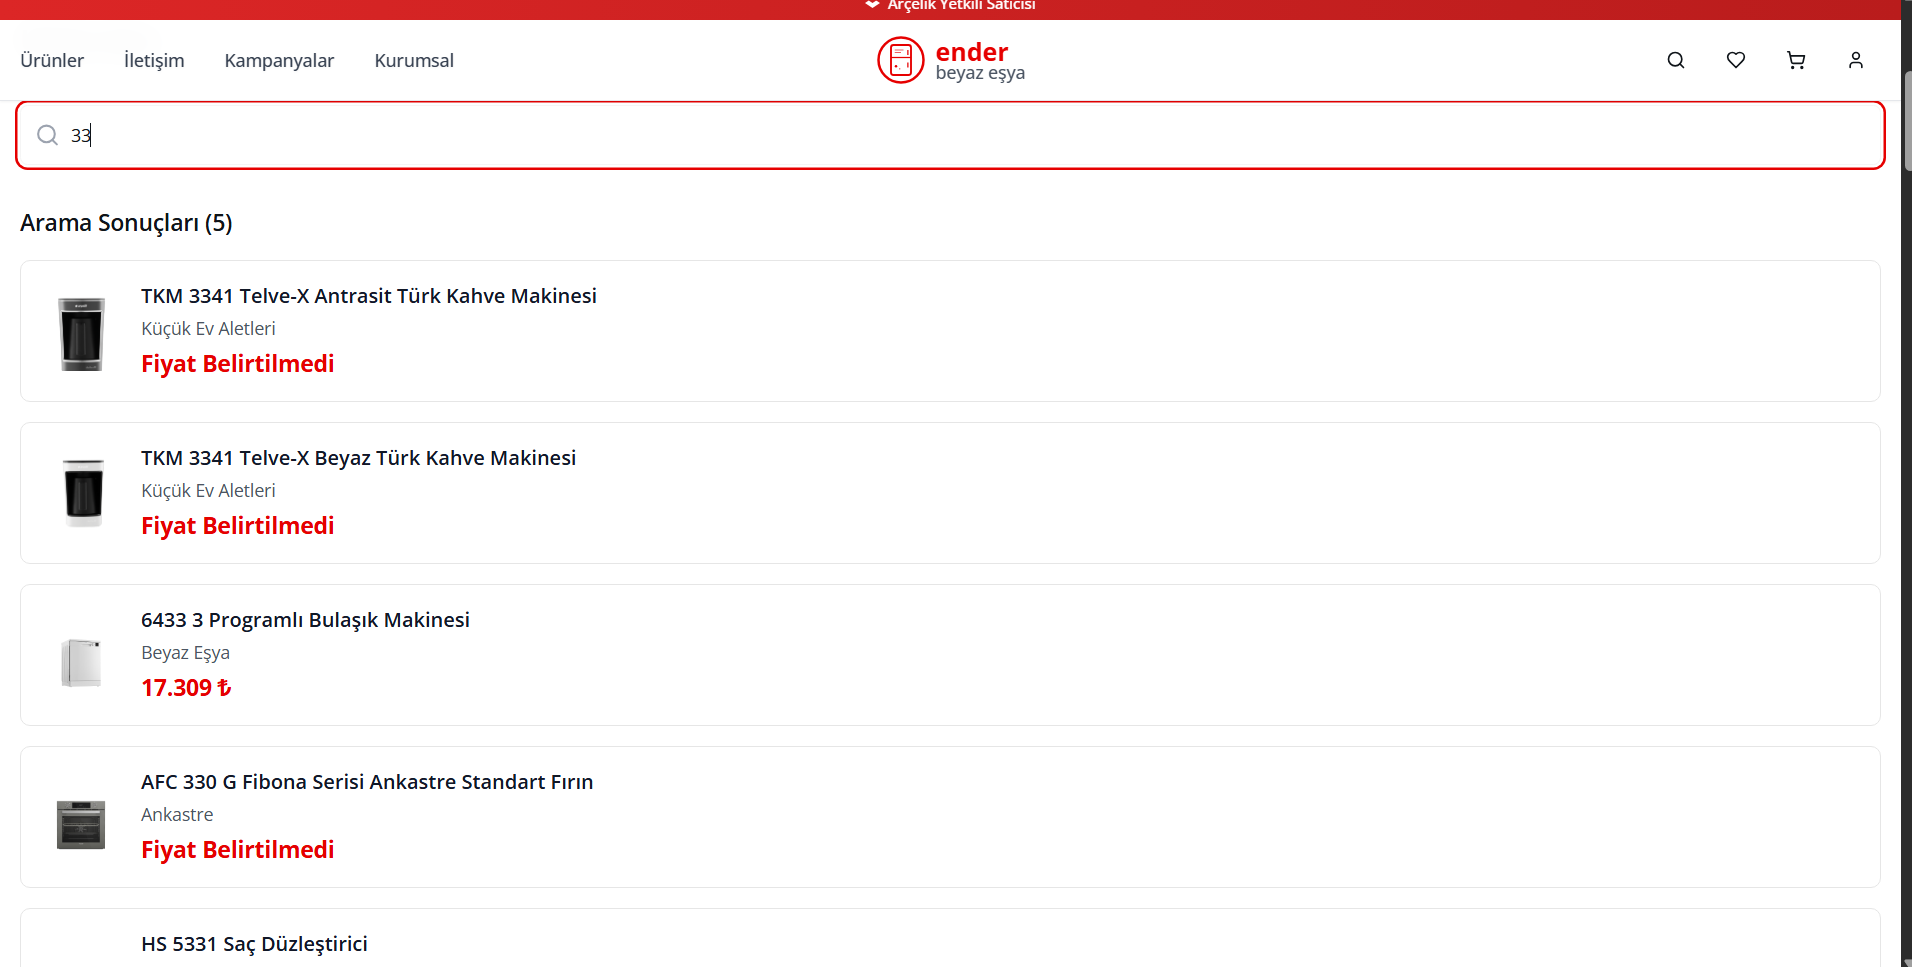 Arçelik Yetkili Satıcısı
Ürünler İletişim Kampanyalar Kurumsal
ender
beyaz eşya
33
Arama Sonuçları (5)
TKM 3341 Telve-X Antrasit Türk Kahve Makinesi
Küçük Ev Aletleri
Fiyat Belirtilmedi
TKM 3341 Telve-X Beyaz Türk Kahve Makinesi
Küçük Ev Aletleri
Fiyat Belirtilmedi
6433 3 Programlı Bulaşık Makinesi
Beyaz Eşya
17.309 ₺
AFC 330 G Fibona Serisi Ankastre Standart Fırın
Ankastre
Fiyat Belirtilmedi
HS 5331 Saç Düzleştirici